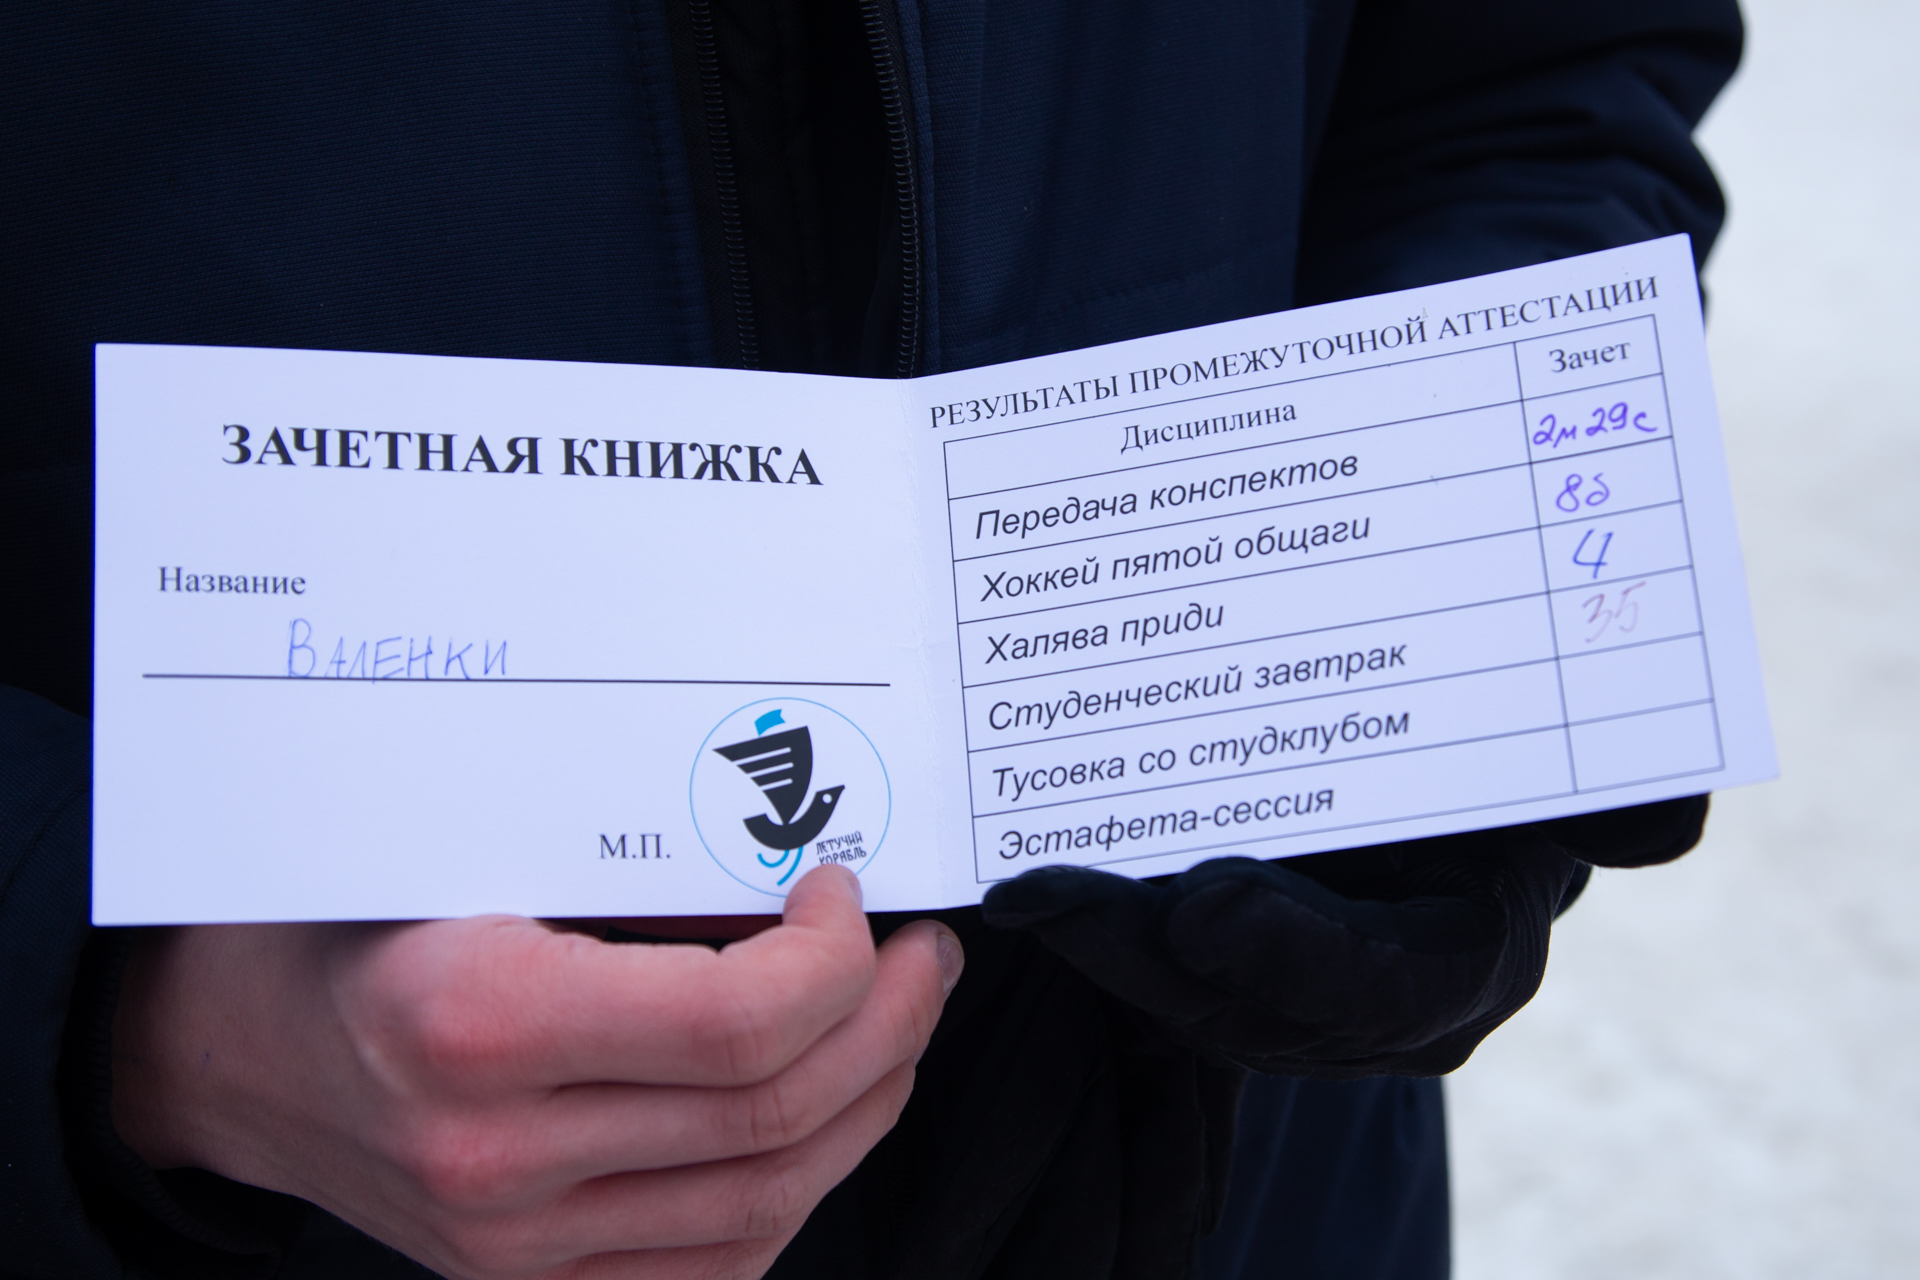 ЗАЧЕТНАЯ КНИЖКА
Название
ВАЛЕНКИ
М.П.
ЛЕТУЧИЙ
КОРАБЛЬ
РЕЗУЛЬТАТЫ ПРОМЕЖУТОЧНОЙ АТТЕСТАЦИИ
Дисциплина Зачет
Передача конспектов 2м 29с
Хоккей пятой общаги 8б
Халява приди 4
Студенческий завтрак 35
Тусовка со студклубом
Эстафета-сессия